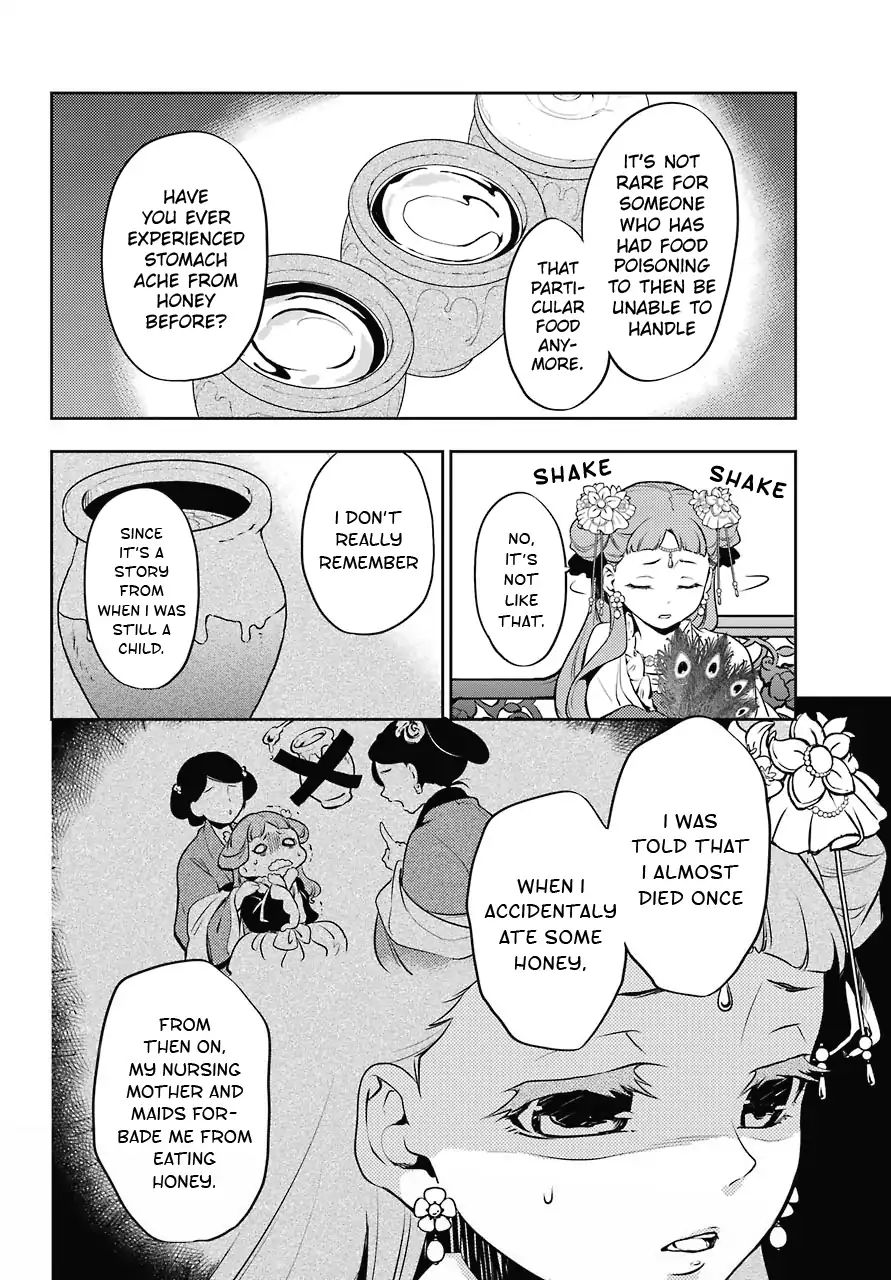 IT'S NOT
RARE FOR
SOMEONE
WHO HAS
HAD FOOD
POISONING
TO THEN BE
UNABLE TO
HANDLE
THAT
PARTI-
CULAR
FOOD
ANY-
MORE.
HAVE
YOU EVER
EXPERIENCED
STOMACH
ACHE FROM
HONEY
BEFORE?
SHAKE
SHAKE
NO,
IT'S
NOT
LIKE
THAT.
I DON'T
REALLY
REMEMBER
SINCE
IT'S A
STORY
FROM
WHEN I WAS
STILL A
CHILD.
I WAS
TOLD THAT
I ALMOST
DIED ONCE
WHEN I
ACCIDENTALY
ATE SOME
HONEY,
FROM
THEN ON,
MY NURSING
MOTHER AND
MAIDS FOR-
BADE ME FROM
EATING
HONEY.